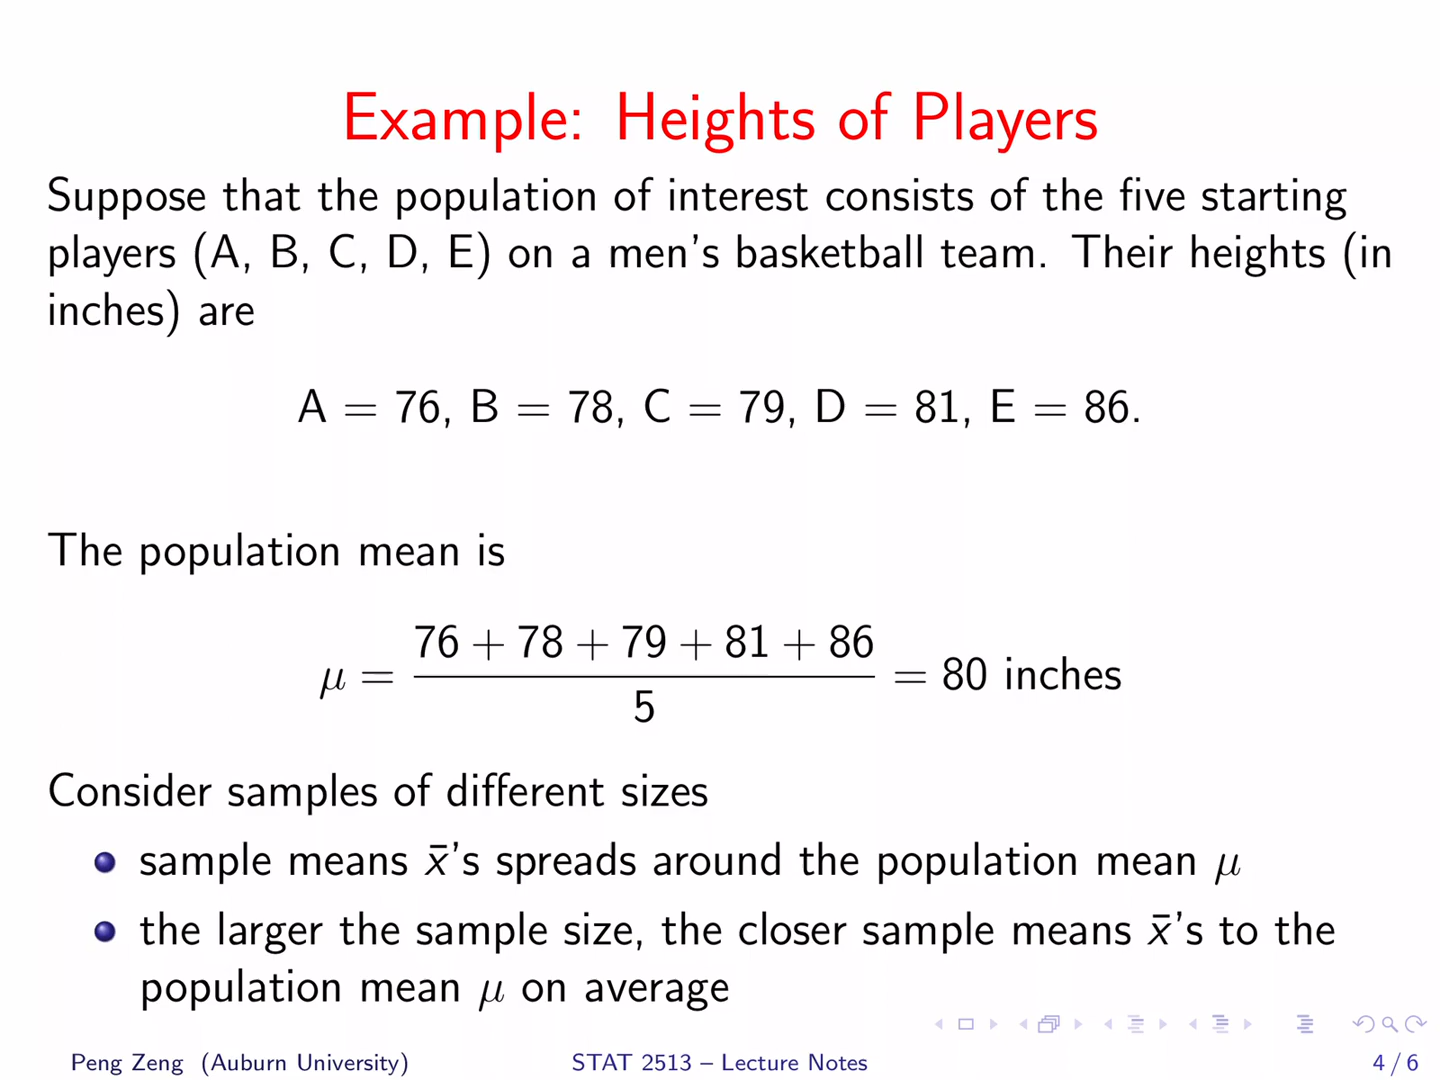 Example: Heights of Players
Suppose that the population of interest consists of the five starting
players (A, B, C, D, E) on a men's basketball team. Their heights (in
inches) are
A = 76, B = 78, C = 79, D = 81, E = 86.
The population mean is
μ = (76 + 78 + 79 + 81 + 86) / 5 = 80 inches
Consider samples of different sizes
sample means x̄'s spreads around the population mean μ
the larger the sample size, the closer sample means x̄'s to the
population mean μ on average
Peng Zeng (Auburn University) STAT 2513 – Lecture Notes 4 / 6